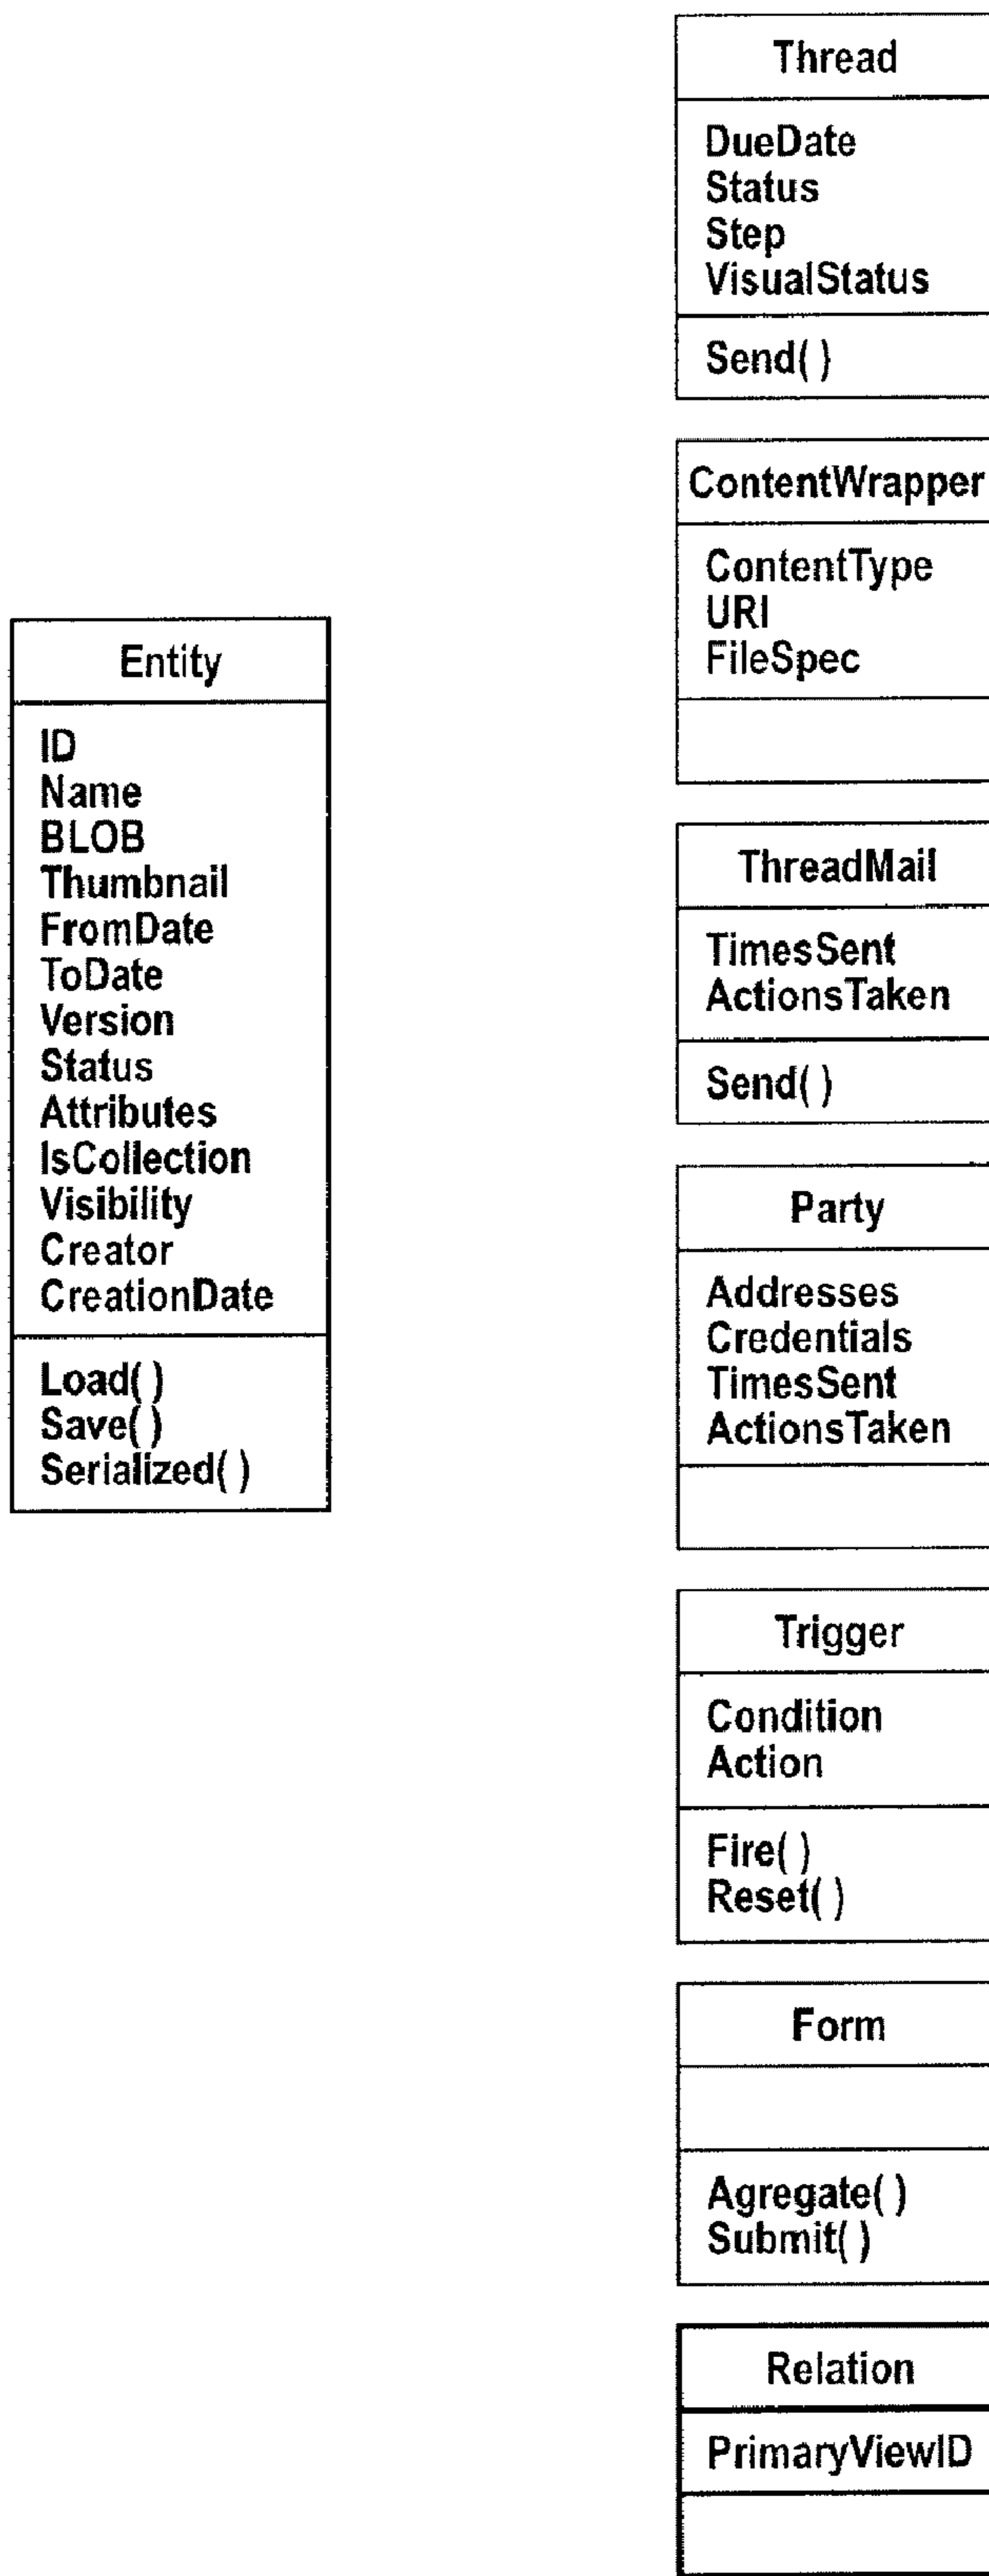 Thread
DueDate
Status
Step
VisualStatus
Send( )
ContentWrapper
ContentType
URI
FileSpec
Entity
ID
Name
BLOB
Thumbnail
FromDate
ToDate
Version
Status
Attributes
IsCollection
Visibility
Creator
CreationDate
Load( )
Save( )
Serialized( )
ThreadMail
TimesSent
ActionsTaken
Send( )
Party
Addresses
Credentials
TimesSent
ActionsTaken
Trigger
Condition
Action
Fire( )
Reset( )
Form
Agregate( )
Submit( )
Relation
PrimaryViewID